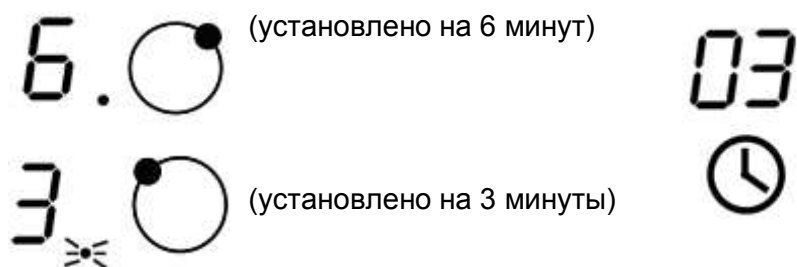 6. (установлено на 6 минут)
03
3. (установлено на 3 минуты)